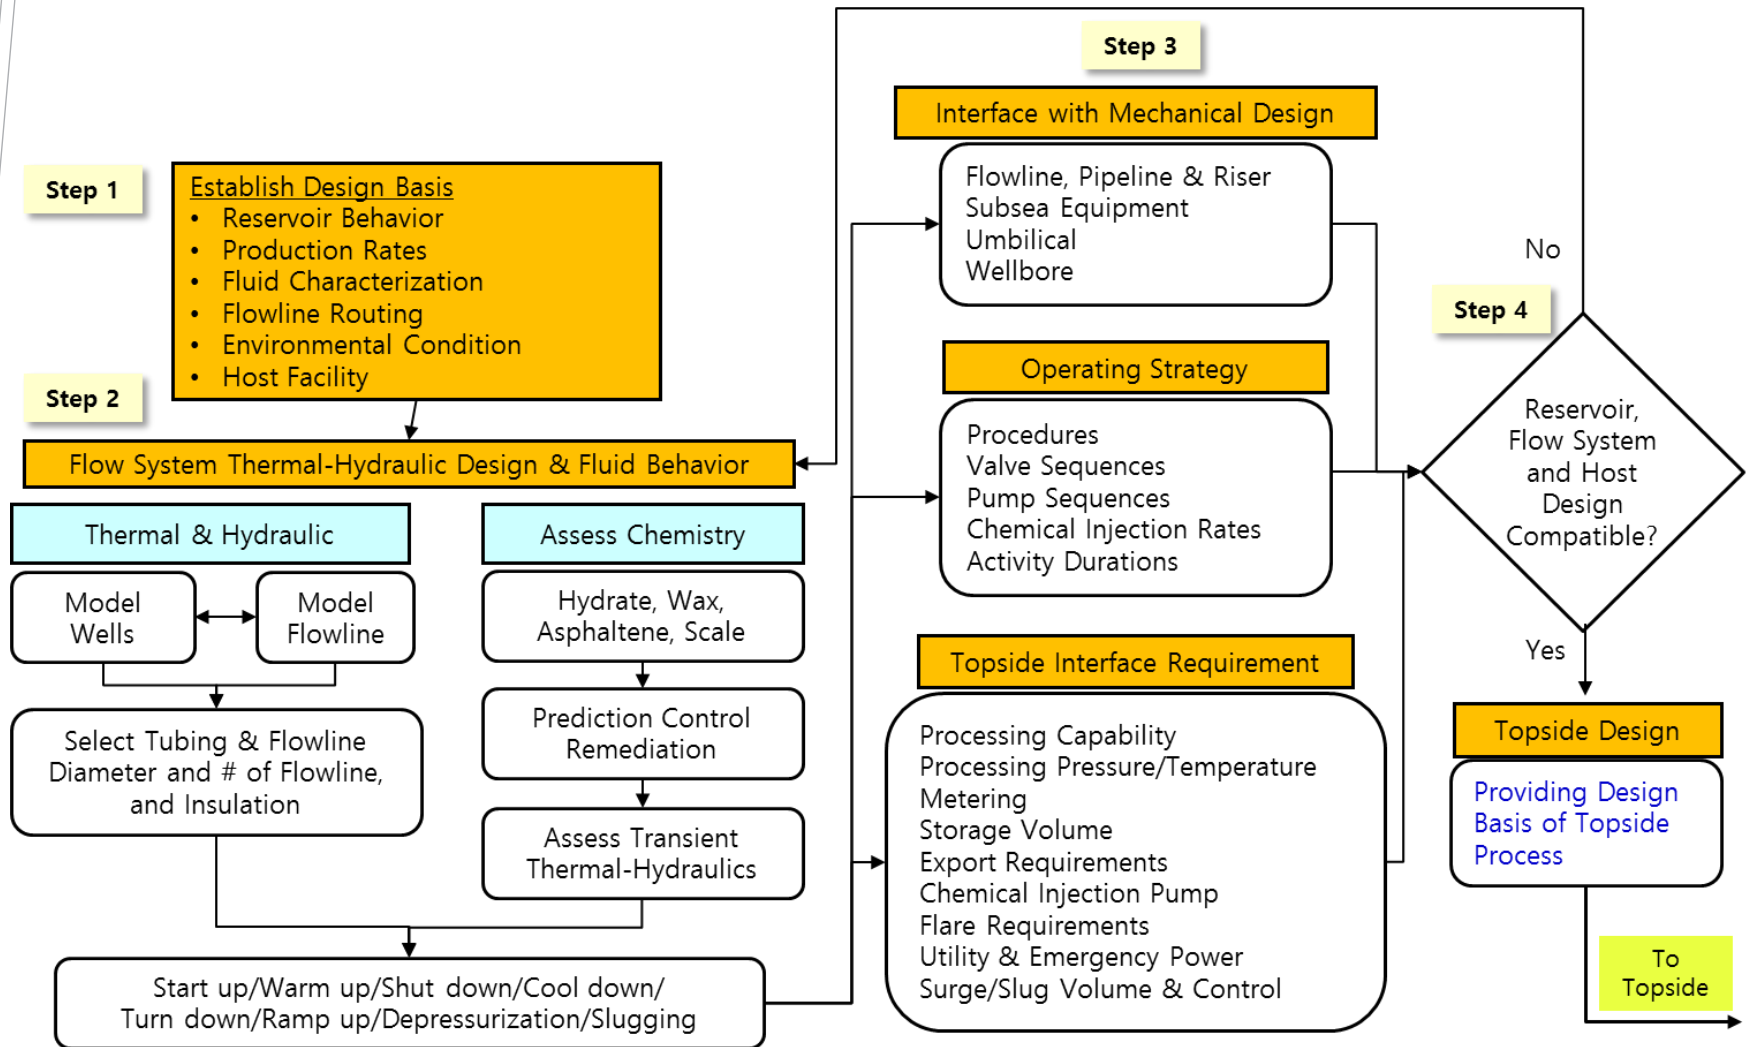 Step 1
Establish Design Basis
• Reservoir Behavior
• Production Rates
• Fluid Characterization
• Flowline Routing
• Environmental Condition
• Host Facility
Step 2
Flow System Thermal-Hydraulic Design & Fluid Behavior
Thermal & Hydraulic
Model
Wells
Model
Flowline
Select Tubing & Flowline
Diameter and # of Flowline,
and Insulation
Assess Chemistry
Hydrate, Wax,
Asphaltene, Scale
Prediction Control
Remediation
Assess Transient
Thermal-Hydraulics
Start up/Warm up/Shut down/Cool down/
Turn down/Ramp up/Depressurization/Slugging
Step 3
Interface with Mechanical Design
Flowline, Pipeline & Riser
Subsea Equipment
Umbilical
Wellbore
Operating Strategy
Procedures
Valve Sequences
Pump Sequences
Chemical Injection Rates
Activity Durations
Topside Interface Requirement
Processing Capability
Processing Pressure/Temperature
Metering
Storage Volume
Export Requirements
Chemical Injection Pump
Flare Requirements
Utility & Emergency Power
Surge/Slug Volume & Control
No
Step 4
Reservoir,
Flow System
and Host
Design
Compatible?
Yes
Topside Design
Providing Design
Basis of Topside
Process
To
Topside